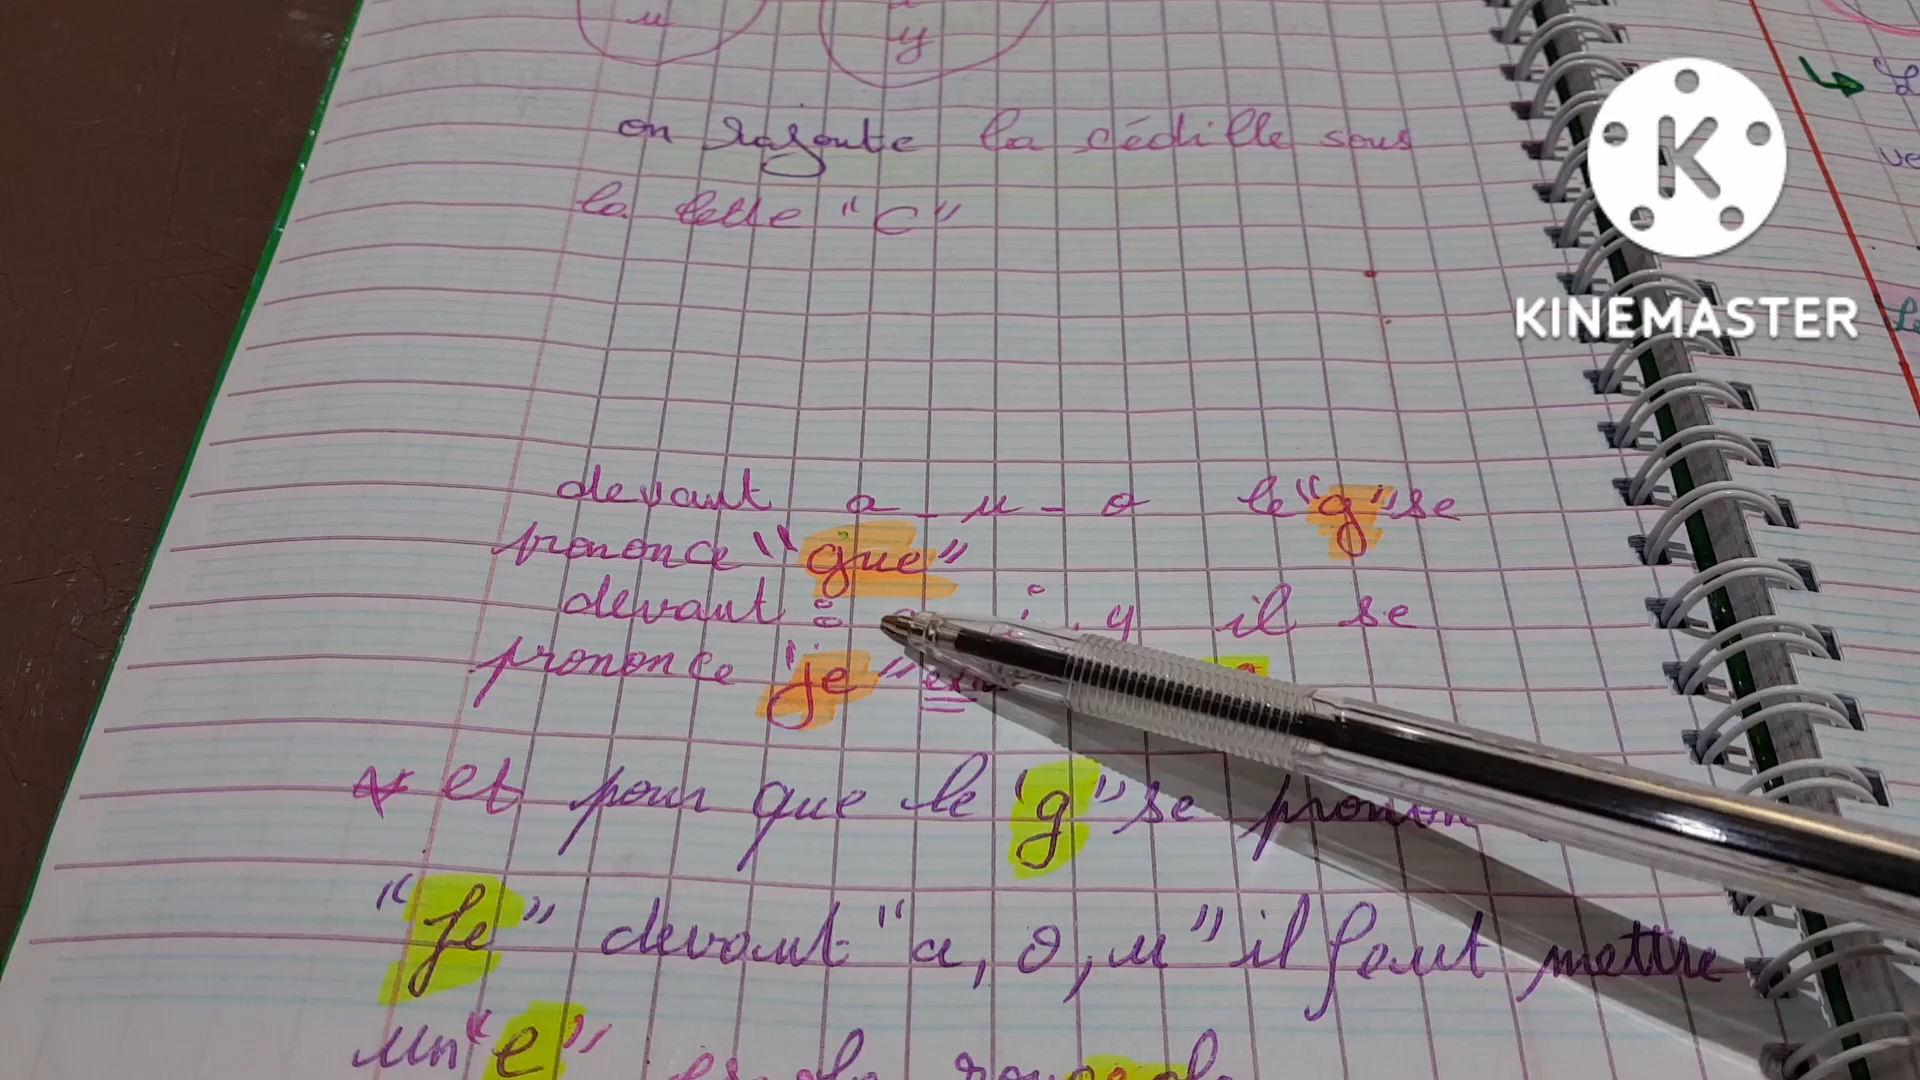 u
y
on rajoute la cédille sous
la lettre "C"
devant a - u - o le "g" se
prononce "gue"
devant : e i , y il se
prononce "je"
et pour que le "g" se pronon
"je" devant "a, o, u" il faut mettre
un "e"
KINEMASTER